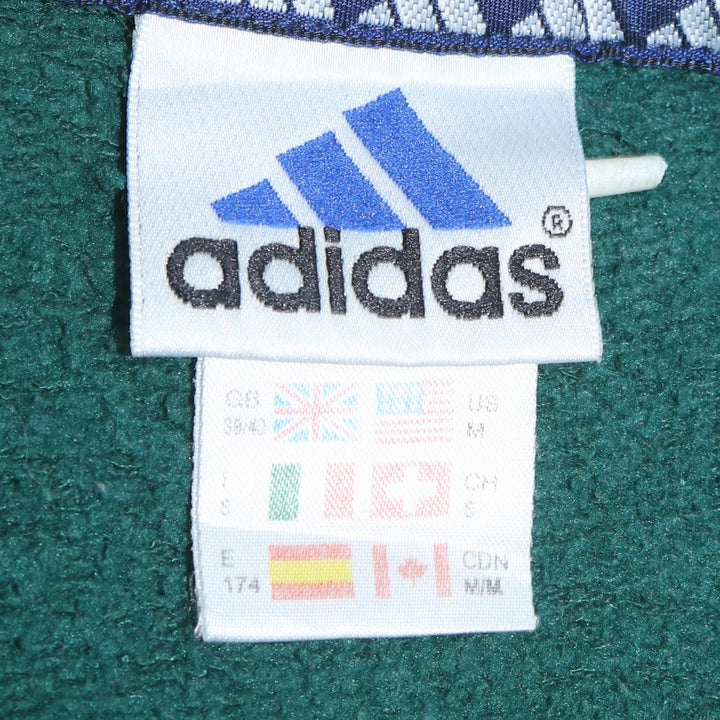 adidas®
GB US
38/40 M
I CH
5 5
E CDN
174 M/M